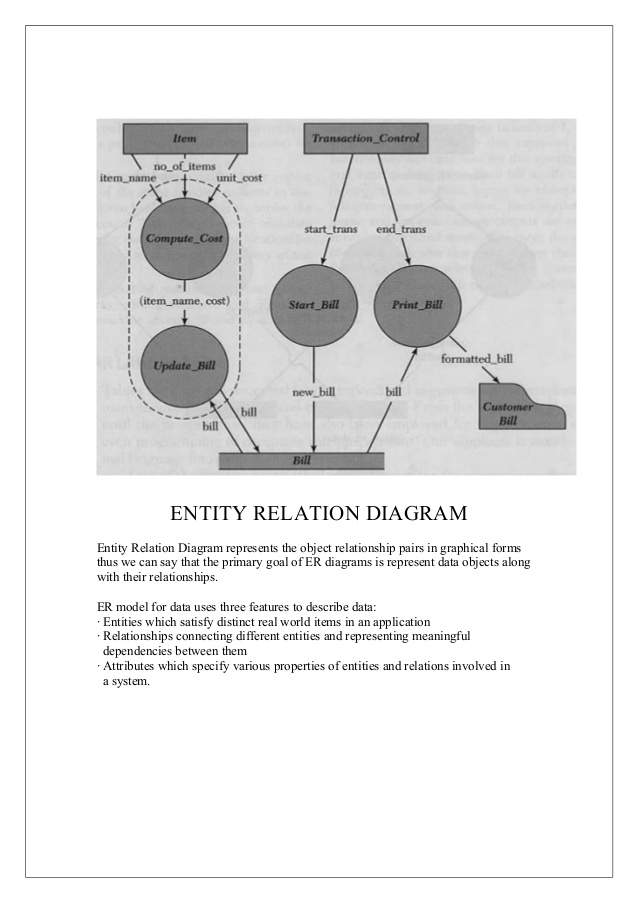 Item
Transaction_Control
no_of_items
item_name
unit_cost
Compute_Cost
start_trans
end_trans
(item_name, cost)
Start_Bill
Print_Bill
Update_Bill
formatted_bill
new_bill
bill
bill
bill
Customer
Bill
Bill
ENTITY RELATION DIAGRAM
Entity Relation Diagram represents the object relationship pairs in graphical forms
thus we can say that the primary goal of ER diagrams is represent data objects along
with their relationships.
ER model for data uses three features to describe data:
· Entities which satisfy distinct real world items in an application
· Relationships connecting different entities and representing meaningful
dependencies between them
· Attributes which specify various properties of entities and relations involved in
a system.